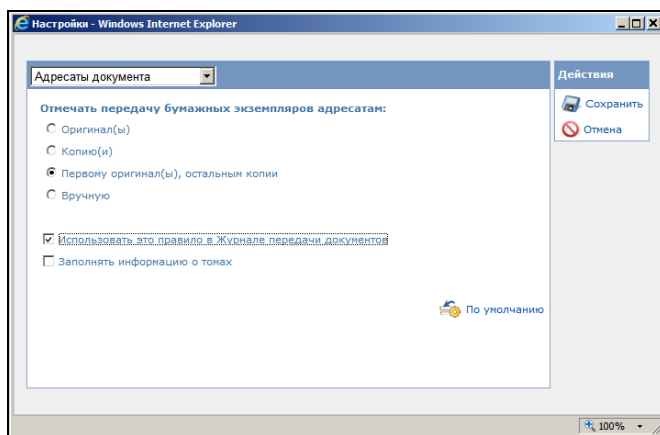 Настройки - Windows Internet Explorer
Адресаты документа
Действия
Отмечать передачу бумажных экземпляров адресатам:
Сохранить
Оригинал(ы)
Отмена
Копию(и)
Первому оригинал(ы), остальным копии
Вручную
Использовать это правило в Журнале передачи документов
Заполнять информацию о томах
По умолчанию
100%